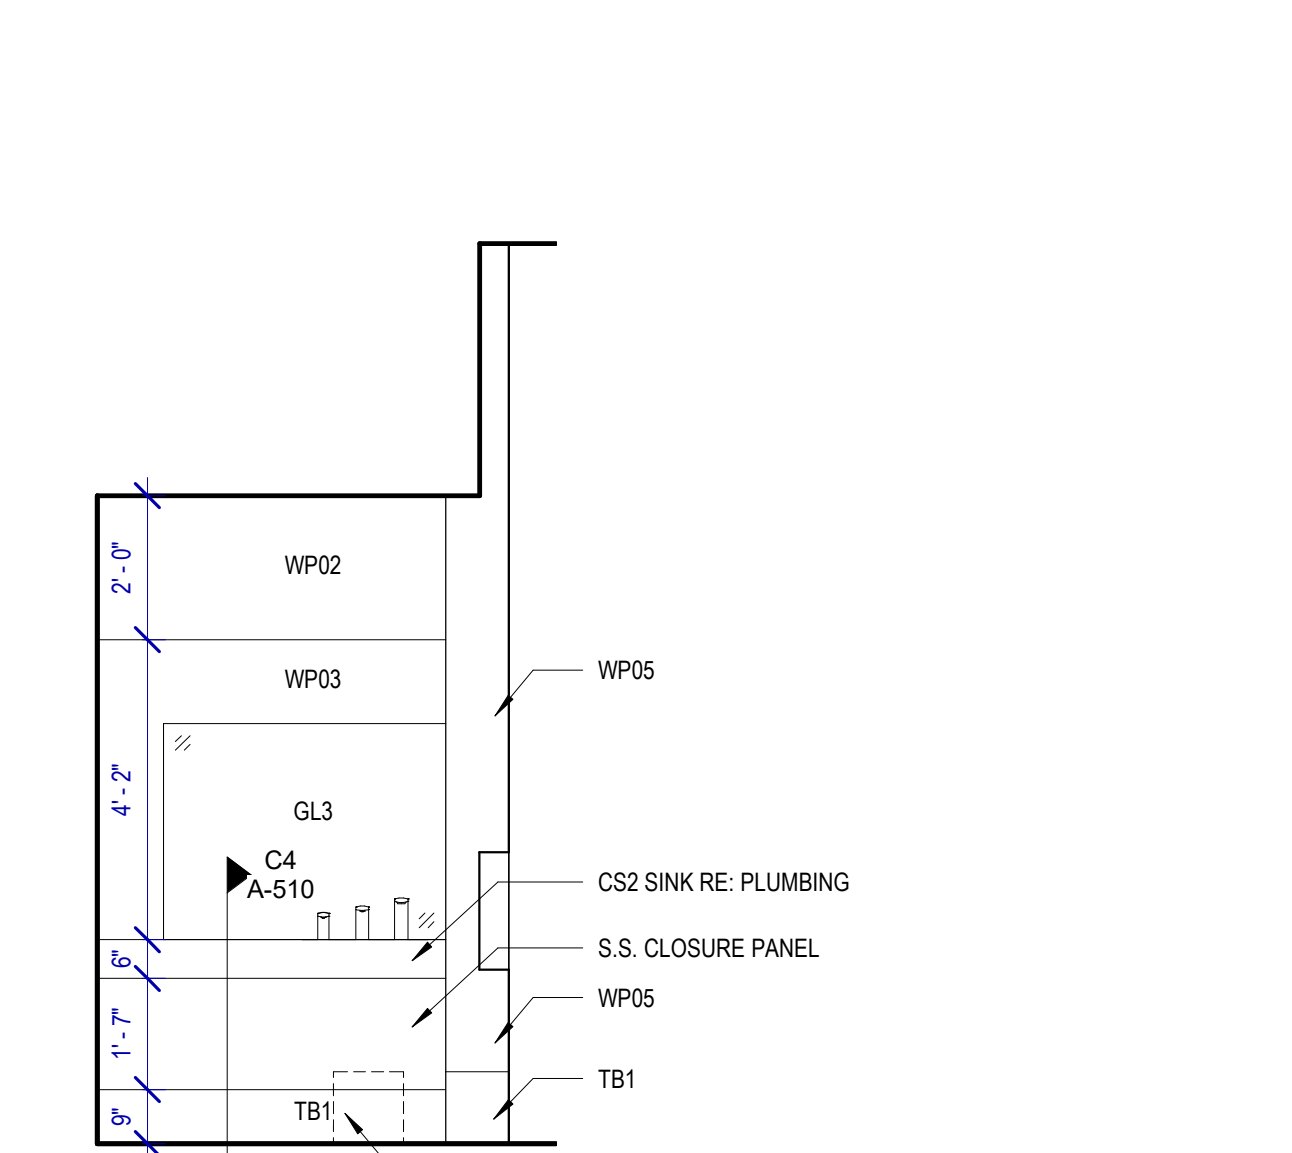 2' - 0"
WP02
WP03
WP05
4' - 2"
GL3
C4
A-510
CS2 SINK RE: PLUMBING
6"
S.S. CLOSURE PANEL
WP05
1' - 7"
TB1
9"
TB1